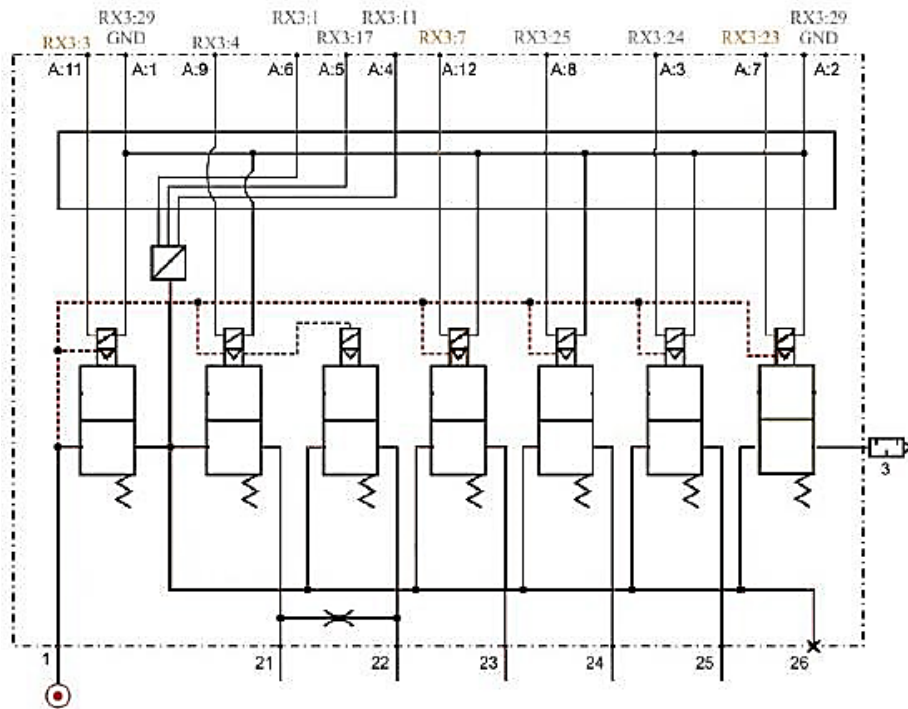 RX3:29 RX3:1 RX3:11 RX3:29
RX3:3 GND RX3:4 RX3:17 RX3:7 RX3:25 RX3:24 RX3:23 GND
A:11 A:1 A:9 A:6 A:5 A:4 A:12 A:8 A:3 A:7 A:2
3
1 21 22 23 24 25 26